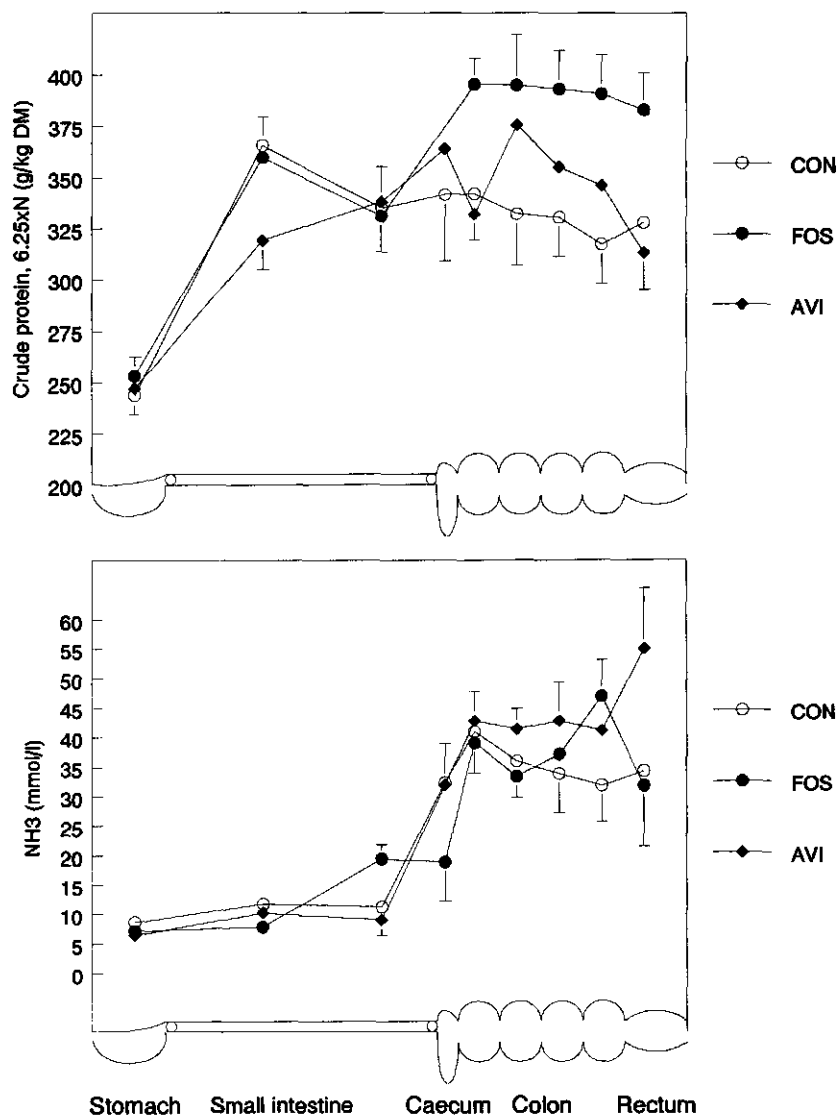 Crude protein, 6.25xN (g/kg DM)
400
375
350
325
300
275
250
225
200
CON
FOS
AVI
NH3 (mmol/l)
60
55
50
45
40
35
30
25
20
15
10
5
0
CON
FOS
AVI
Stomach Small intestine Caecum Colon Rectum